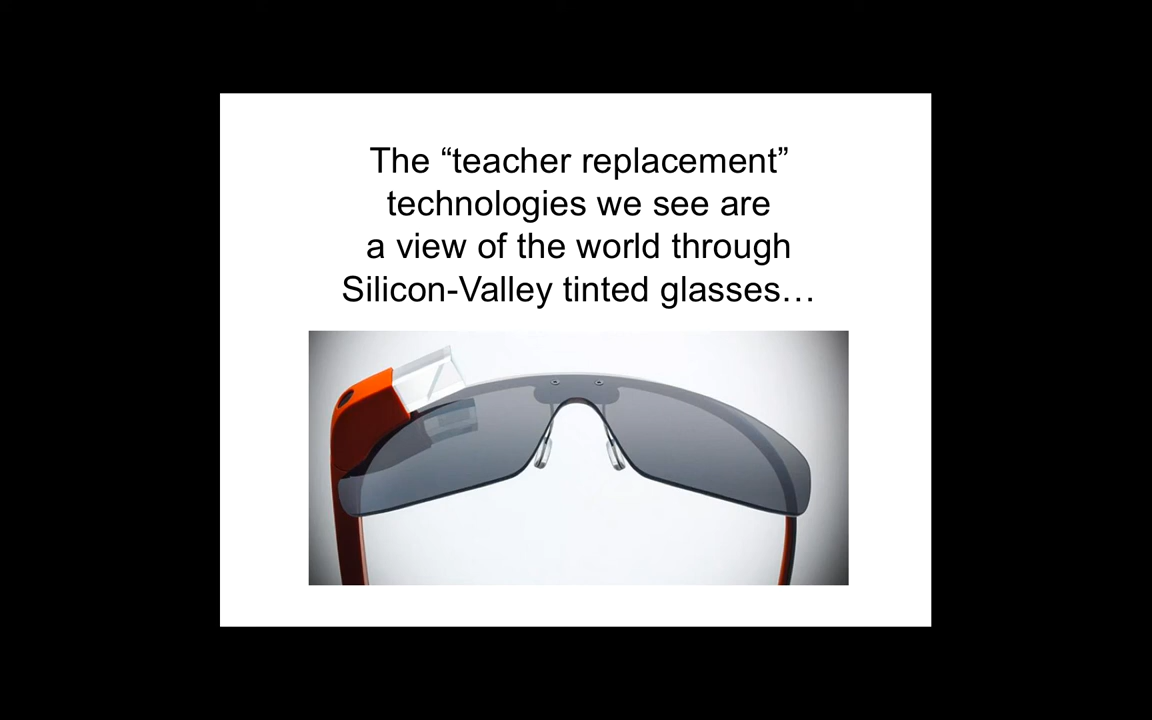 The “teacher replacement”
technologies we see are
a view of the world through
Silicon-Valley tinted glasses…